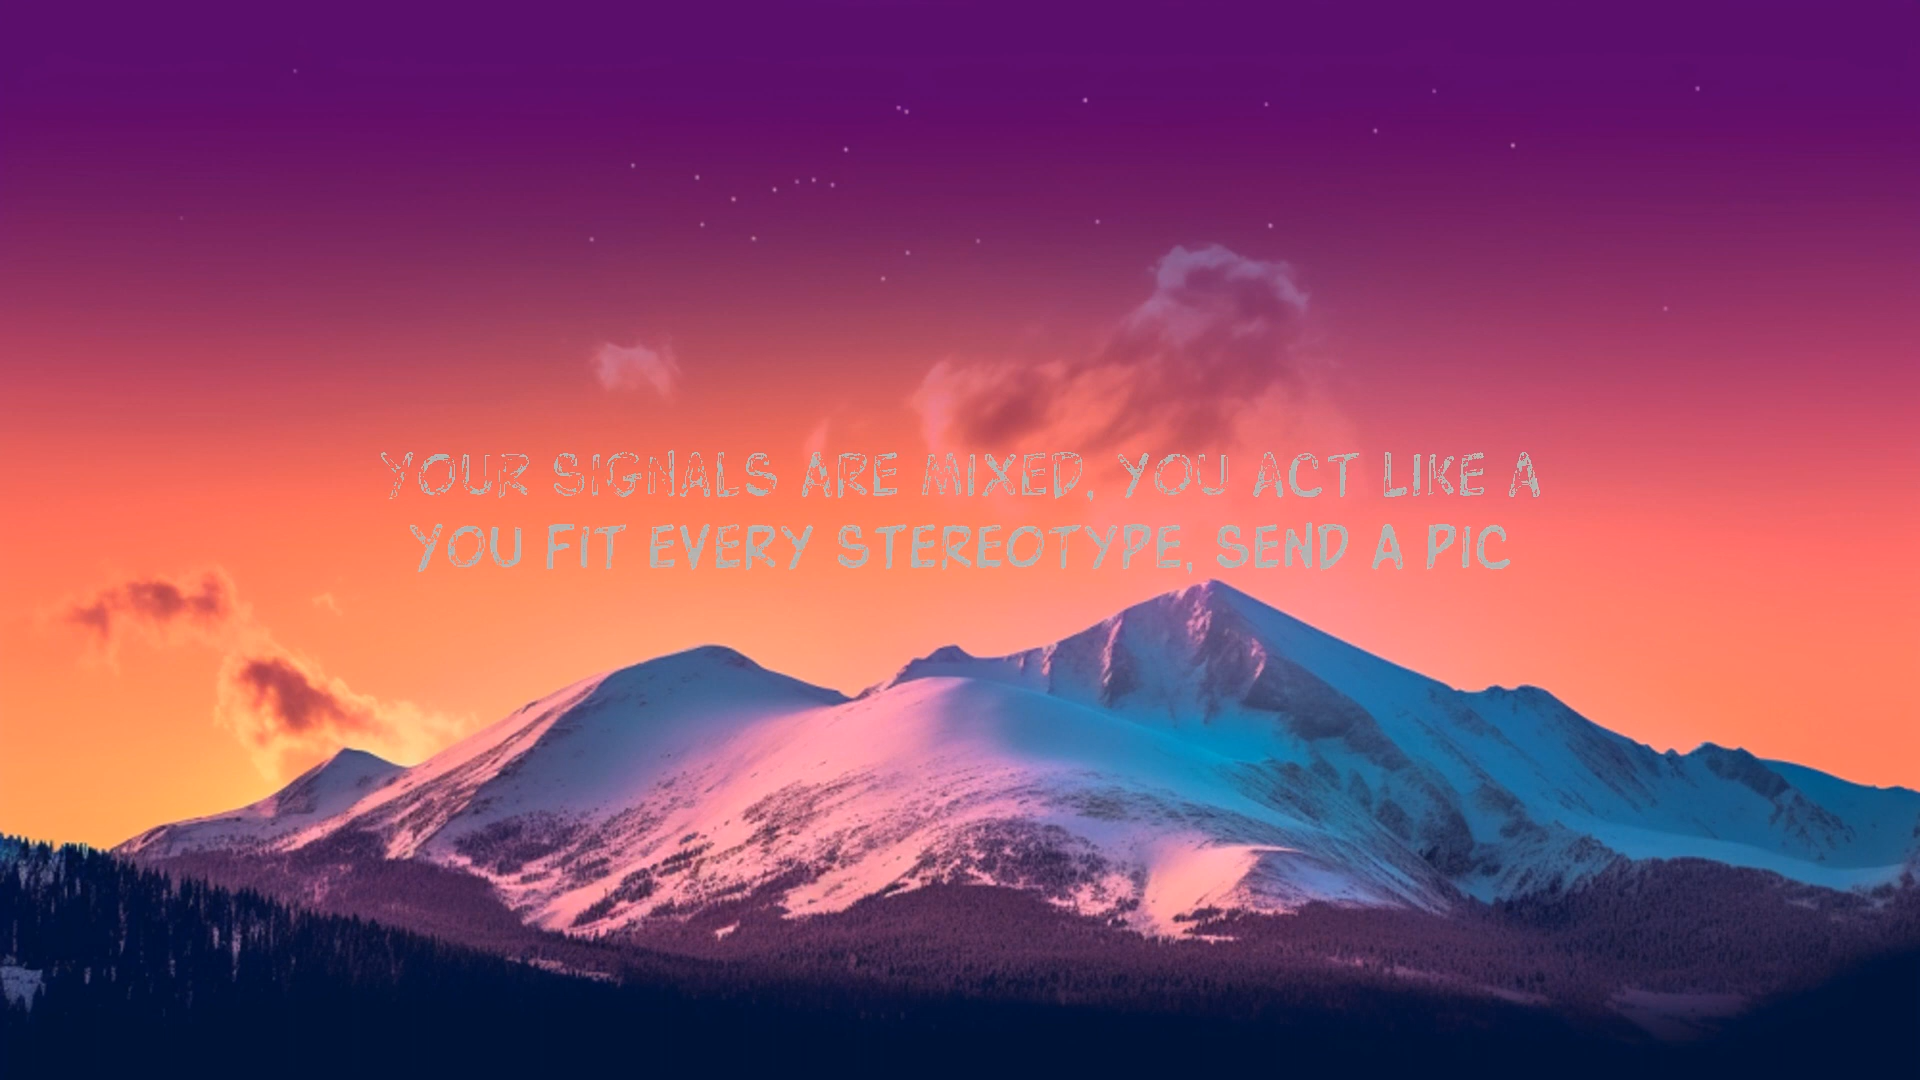 YOUR SIGNALS ARE MIXED, YOU ACT LIKE A
YOU FIT EVERY STEREOTYPE, SEND A PIC